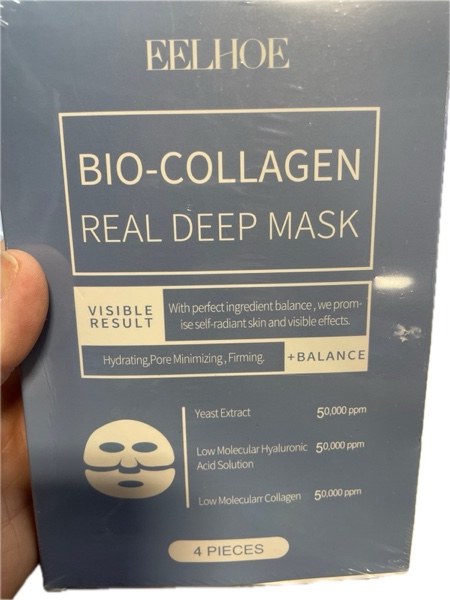 EELHOE
BIO-COLLAGEN
REAL DEEP MASK
VISIBLE
RESULT
With perfect ingredient balance , we prom-
ise self-radiant skin and visible effects.
Hydrating,Pore Minimizing , Firming.
+BALANCE
Yeast Extract 50,000 ppm
Low Molecular Hyaluronic 50,000 ppm
Acid Solution
Low Molecularr Collagen 50,000 ppm
4 PIECES